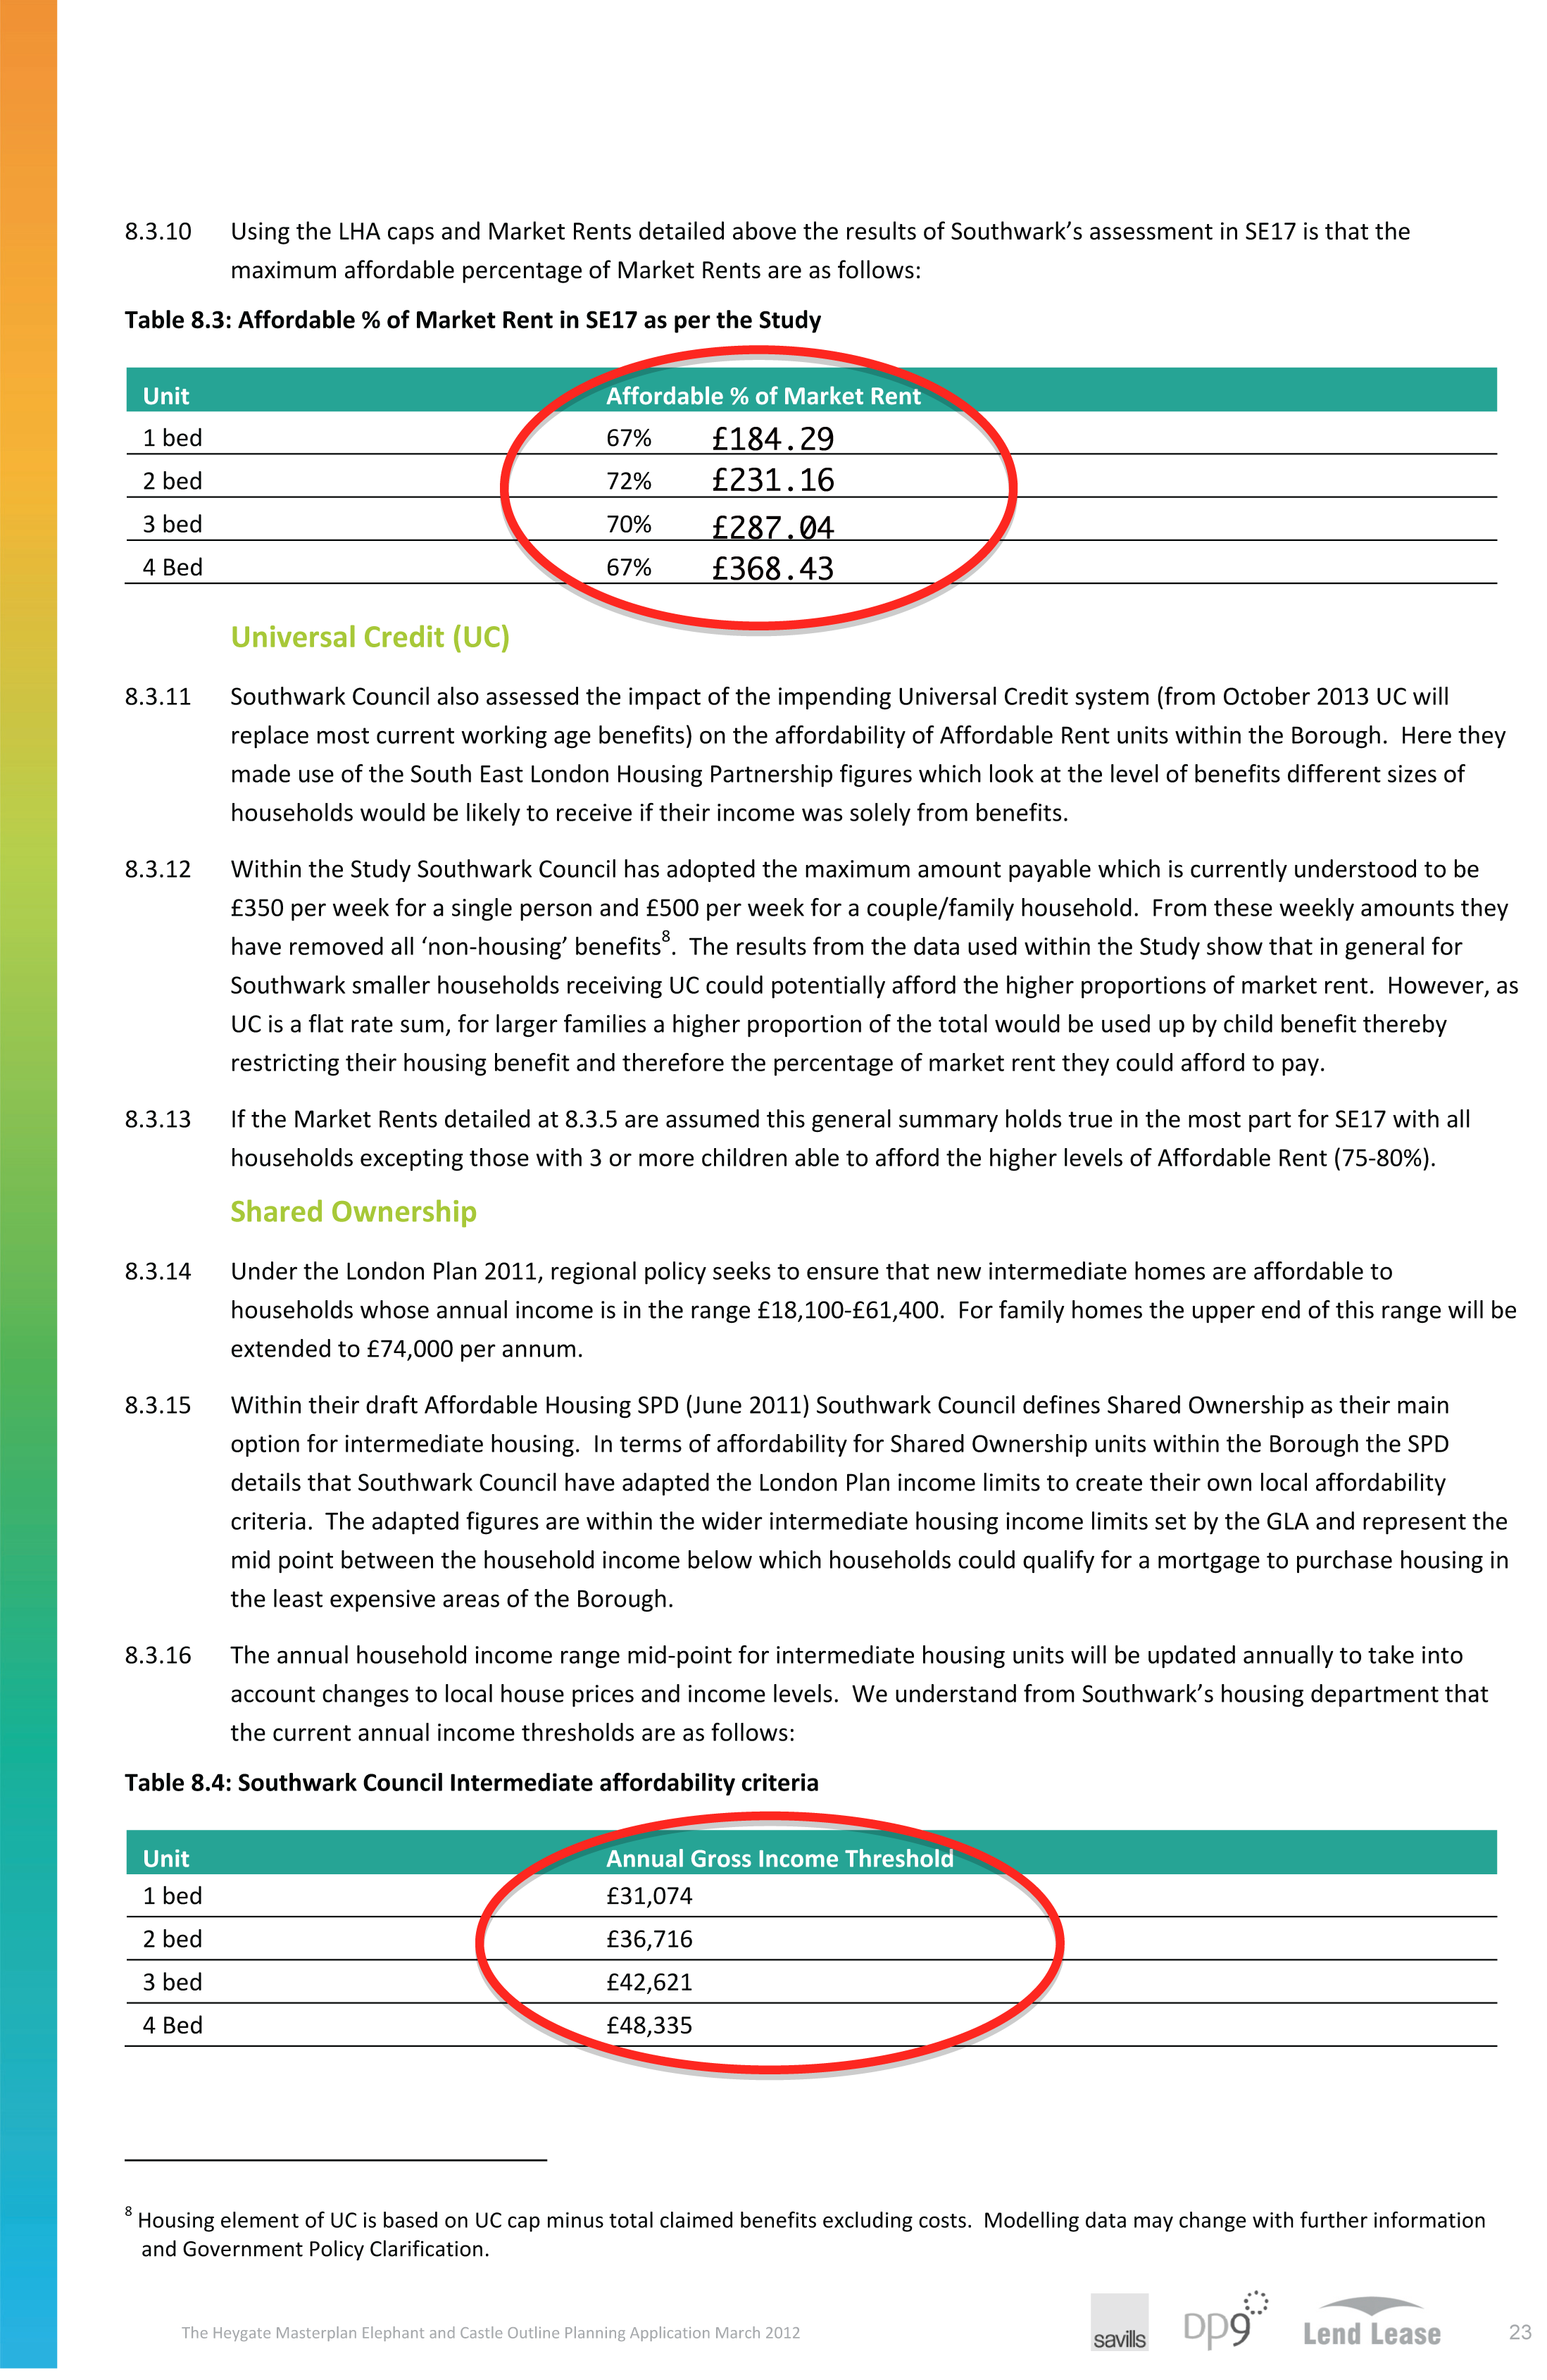 8.3.10 Using the LHA caps and Market Rents detailed above the results of Southwark’s assessment in SE17 is that the
maximum affordable percentage of Market Rents are as follows:
Table 8.3: Affordable % of Market Rent in SE17 as per the Study
Unit Affordable % of Market Rent
1 bed 67% £184.29
2 bed 72% £231.16
3 bed 70% £287.04
4 Bed 67% £368.43
Universal Credit (UC)
8.3.11 Southwark Council also assessed the impact of the impending Universal Credit system (from October 2013 UC will
replace most current working age benefits) on the affordability of Affordable Rent units within the Borough. Here they
made use of the South East London Housing Partnership figures which look at the level of benefits different sizes of
households would be likely to receive if their income was solely from benefits.
8.3.12 Within the Study Southwark Council has adopted the maximum amount payable which is currently understood to be
£350 per week for a single person and £500 per week for a couple/family household. From these weekly amounts they
have removed all ‘non-housing’ benefits8. The results from the data used within the Study show that in general for
Southwark smaller households receiving UC could potentially afford the higher proportions of market rent. However, as
UC is a flat rate sum, for larger families a higher proportion of the total would be used up by child benefit thereby
restricting their housing benefit and therefore the percentage of market rent they could afford to pay.
8.3.13 If the Market Rents detailed at 8.3.5 are assumed this general summary holds true in the most part for SE17 with all
households excepting those with 3 or more children able to afford the higher levels of Affordable Rent (75-80%).
Shared Ownership
8.3.14 Under the London Plan 2011, regional policy seeks to ensure that new intermediate homes are affordable to
households whose annual income is in the range £18,100-£61,400. For family homes the upper end of this range will be
extended to £74,000 per annum.
8.3.15 Within their draft Affordable Housing SPD (June 2011) Southwark Council defines Shared Ownership as their main
option for intermediate housing. In terms of affordability for Shared Ownership units within the Borough the SPD
details that Southwark Council have adapted the London Plan income limits to create their own local affordability
criteria. The adapted figures are within the wider intermediate housing income limits set by the GLA and represent the
mid point between the household income below which households could qualify for a mortgage to purchase housing in
the least expensive areas of the Borough.
8.3.16 The annual household income range mid-point for intermediate housing units will be updated annually to take into
account changes to local house prices and income levels. We understand from Southwark’s housing department that
the current annual income thresholds are as follows:
Table 8.4: Southwark Council Intermediate affordability criteria
Unit Annual Gross Income Threshold
1 bed £31,074
2 bed £36,716
3 bed £42,621
4 Bed £48,335
8 Housing element of UC is based on UC cap minus total claimed benefits excluding costs. Modelling data may change with further information
and Government Policy Clarification.
The Heygate Masterplan Elephant and Castle Outline Planning Application March 2012 savills DP9 Lend Lease 23